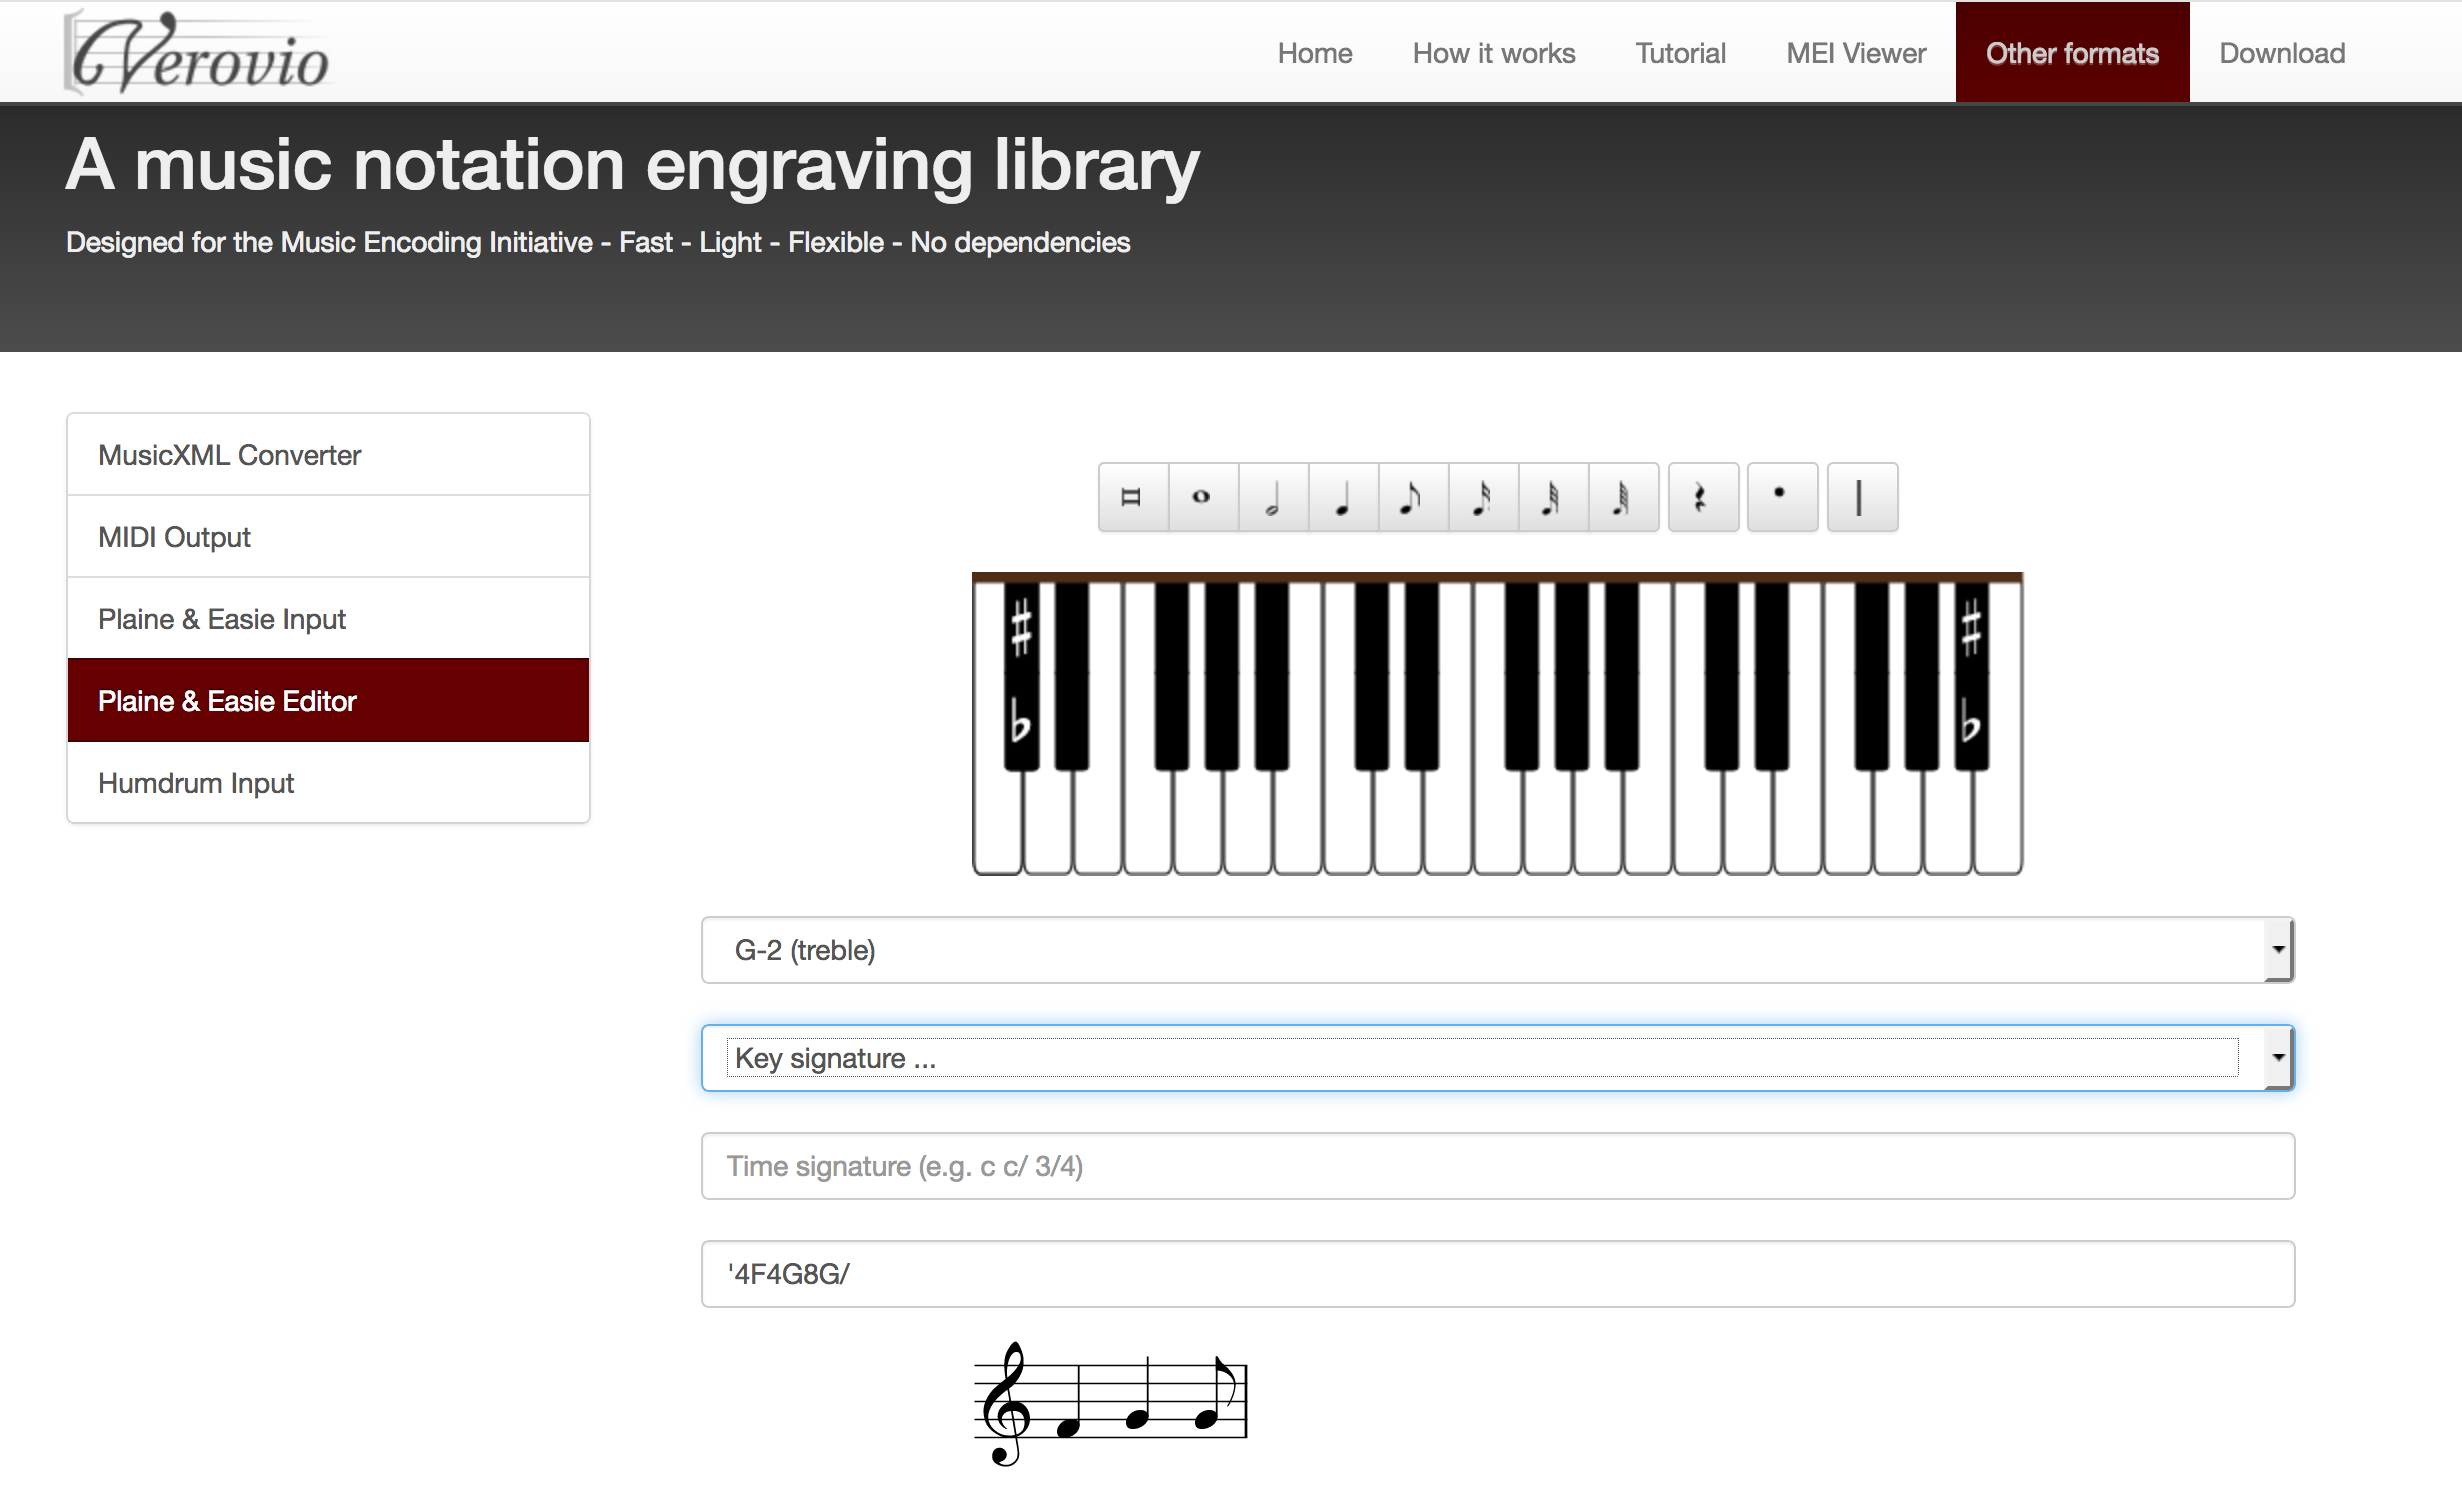 Verovio
Home How it works Tutorial MEI Viewer Other formats Download
A music notation engraving library
Designed for the Music Encoding Initiative - Fast - Light - Flexible - No dependencies
MusicXML Converter
MIDI Output
Plaine & Easie Input
Plaine & Easie Editor
Humdrum Input
G-2 (treble)
Key signature ...
Time signature (e.g. c c/ 3/4)
'4F4G8G/